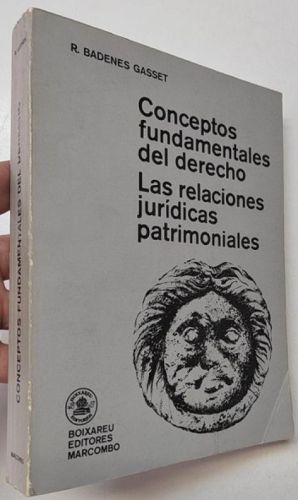 R. BADENES GASSET
Conceptos
fundamentales
del derecho
Las relaciones
jurídicas
patrimoniales
BOIXAREU
EDITORES
MARCOMBO
CONCEPTOS FUNDAMENTALES DEL DERECHO